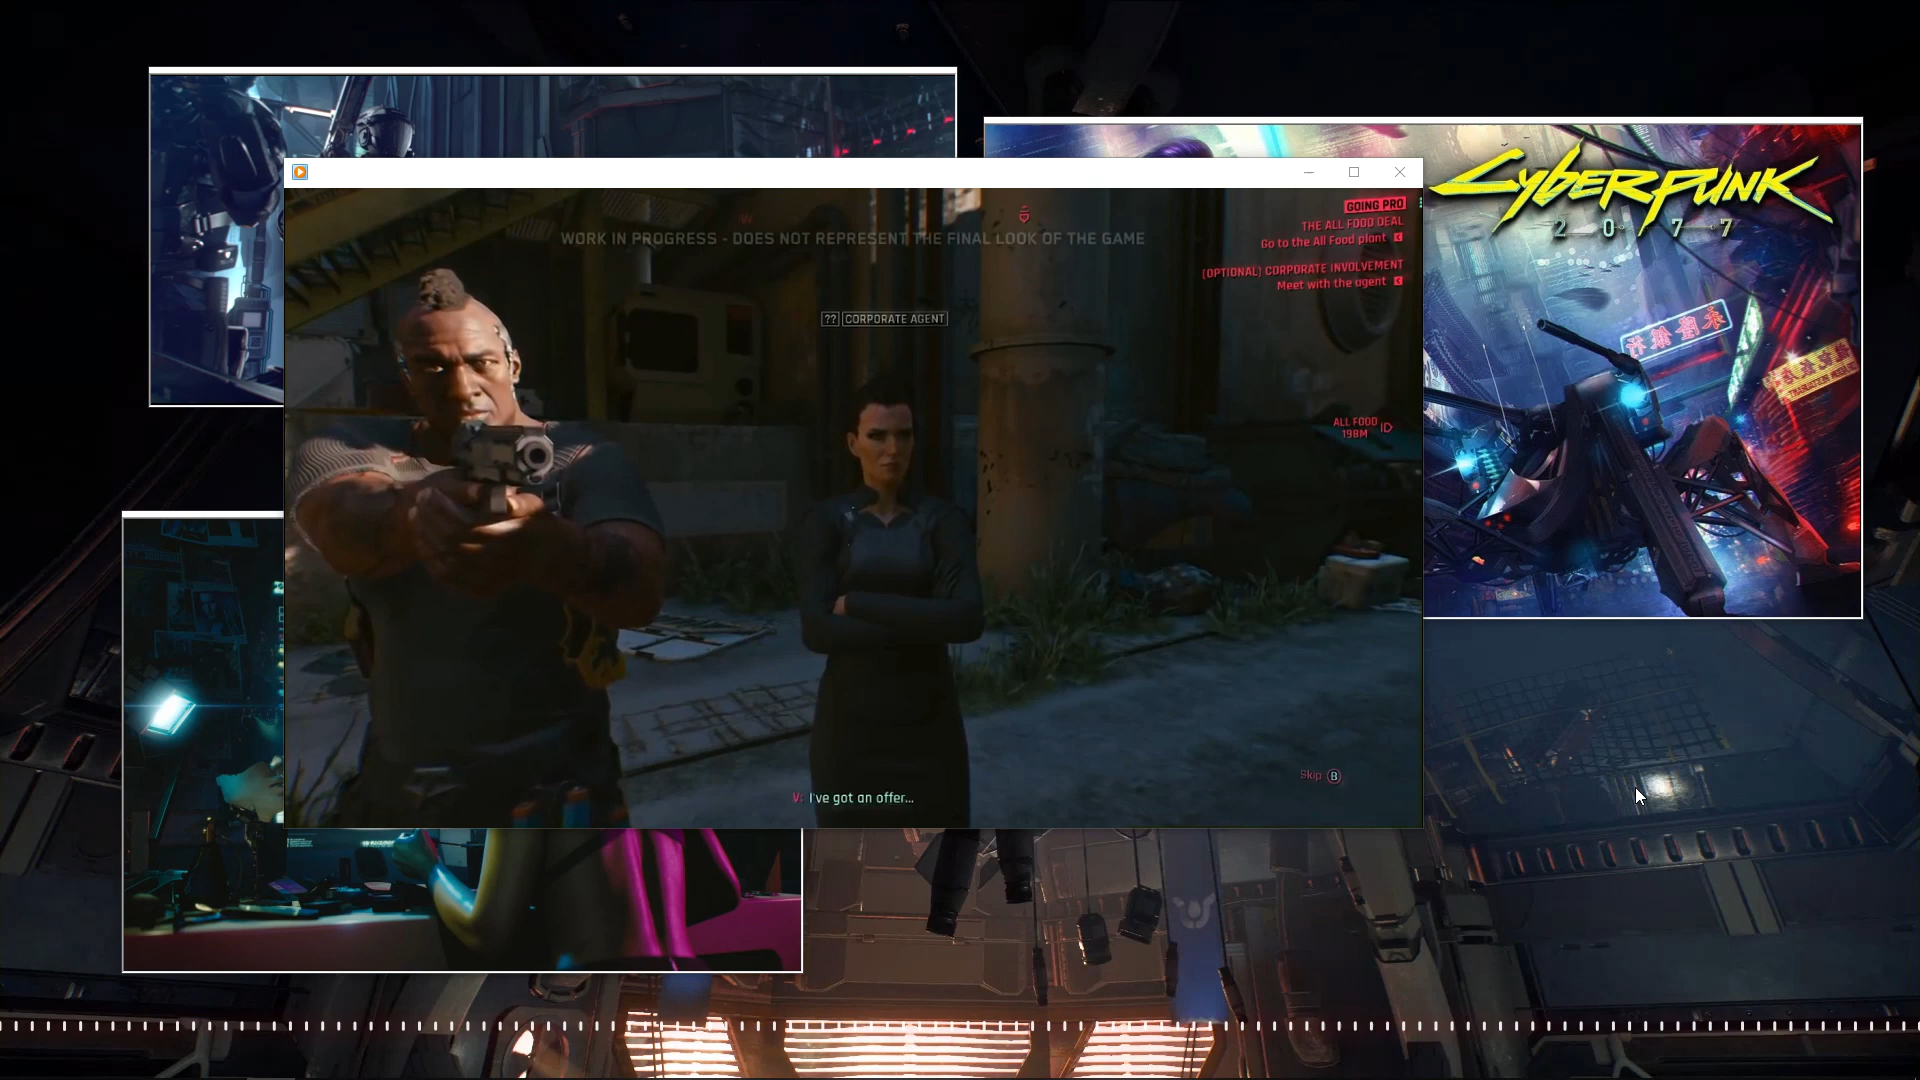 CYBERPUNK
2077
GOING PRO
THE ALL FOOD DEAL
Go to the All Food plant
[OPTIONAL] CORPORATE INVOLVEMENT
Meet with the agent
WORK IN PROGRESS - DOES NOT REPRESENT THE FINAL LOOK OF THE GAME
?? CORPORATE AGENT
ALL FOOD
198M
Skip B
V: I've got an offer...